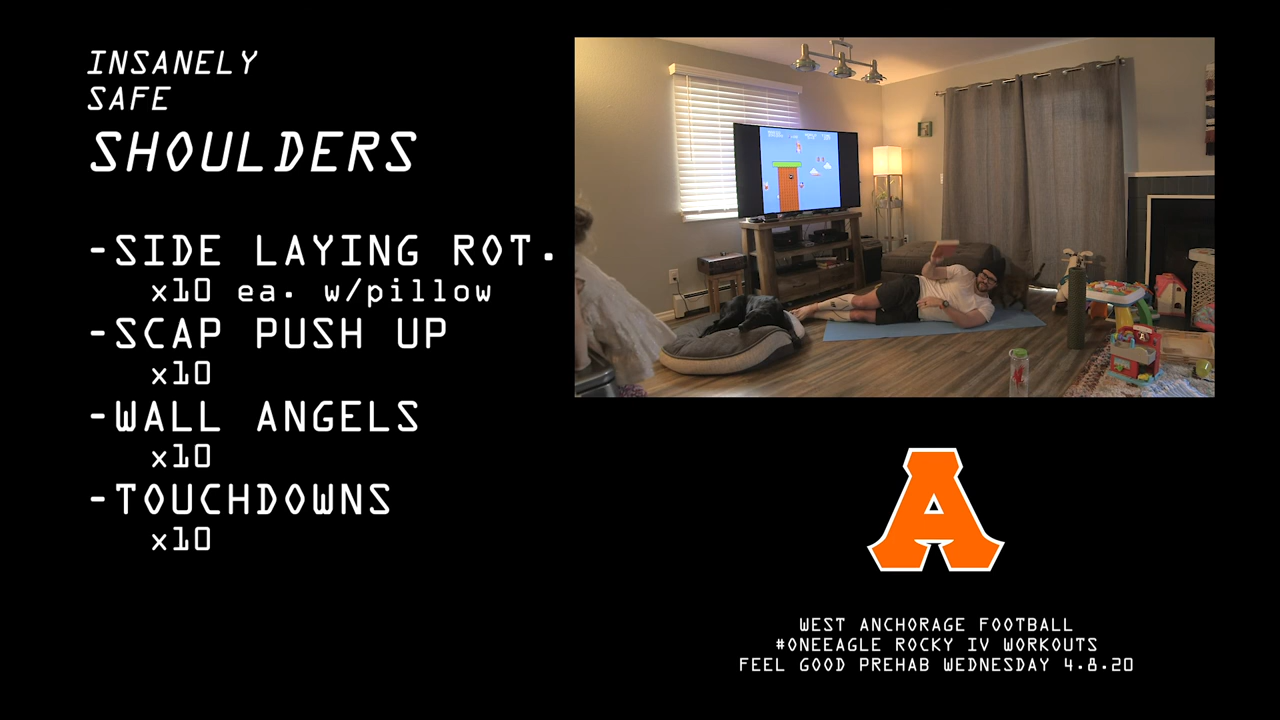 INSANELY
SAFE
SHOULDERS
-SIDE LAYING ROT.
x10 ea. w/pillow
-SCAP PUSH UP
x10
-WALL ANGELS
x10
-TOUCHDOWNS
x10
A
WEST ANCHORAGE FOOTBALL
#ONEEAGLE ROCKY IV WORKOUTS
FEEL GOOD PREHAB WEDNESDAY 4.8.20